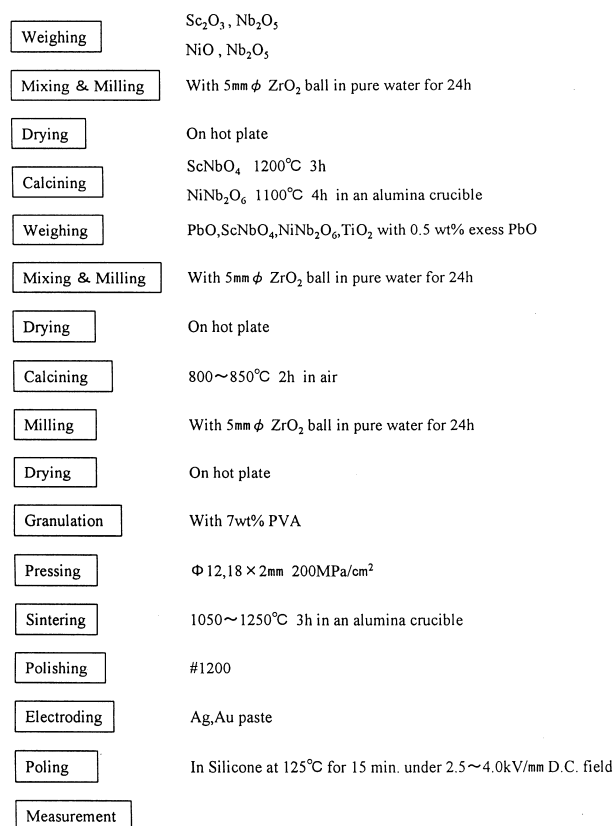 Weighing
Sc₂O₃ , Nb₂O₅
NiO , Nb₂O₅
Mixing & Milling With 5mmϕ ZrO₂ ball in pure water for 24h
Drying On hot plate
Calcining
ScNbO₄ 1200℃ 3h
NiNb₂O₆ 1100℃ 4h in an alumina crucible
Weighing PbO,ScNbO₄,NiNb₂O₆,TiO₂ with 0.5 wt% exess PbO
Mixing & Milling With 5mmϕ ZrO₂ ball in pure water for 24h
Drying On hot plate
Calcining 800~850℃ 2h in air
Milling With 5mmϕ ZrO₂ ball in pure water for 24h
Drying On hot plate
Granulation With 7wt% PVA
Pressing Φ12,18×2mm 200MPa/cm²
Sintering 1050~1250℃ 3h in an alumina crucible
Polishing #1200
Electroding Ag,Au paste
Poling In Silicone at 125℃ for 15 min. under 2.5~4.0kV/mm D.C. field
Measurement